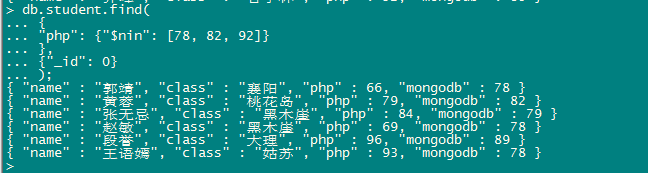 > db.student.find(
... {
... "php": {"$nin": [78, 82, 92]}
... },
... {"_id": 0}
... );
{ "name" : "郭靖", "class" : "襄阳", "php" : 66, "mongodb" : 78 }
{ "name" : "黄蓉", "class" : "桃花岛", "php" : 79, "mongodb" : 82 }
{ "name" : "张无忌", "class" : "黑木崖", "php" : 84, "mongodb" : 79 }
{ "name" : "赵敏", "class" : "黑木崖", "php" : 69, "mongodb" : 78 }
{ "name" : "段誉", "class" : "大理", "php" : 96, "mongodb" : 89 }
{ "name" : "王语嫣", "class" : "姑苏", "php" : 93, "mongodb" : 78 }
>